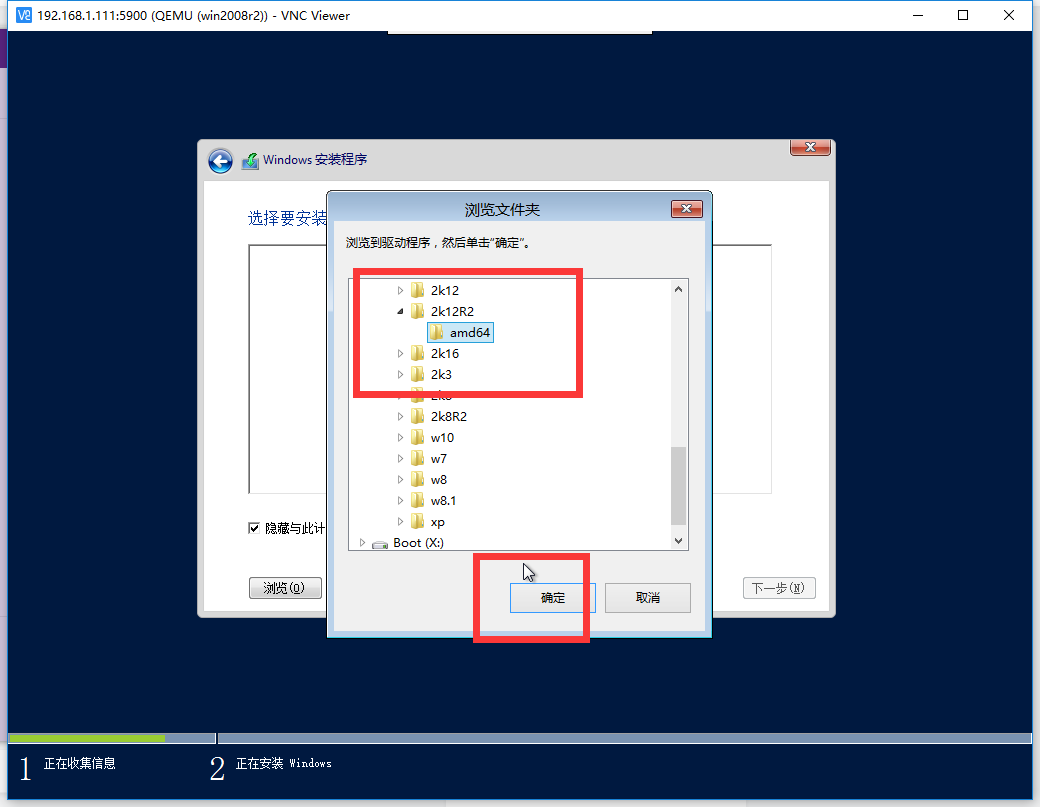 192.168.1.111:5900 (QEMU (win2008r2)) - VNC Viewer
Windows 安装程序
选择要安装
浏览文件夹
浏览到驱动程序，然后单击“确定”。
2k12
2k12R2
amd64
2k16
2k3
2k8
2k8R2
w10
w7
w8
w8.1
xp
Boot (X:)
隐藏与此计
浏览(O)
确定
取消
下一步(N)
1 正在收集信息
2 正在安装 Windows